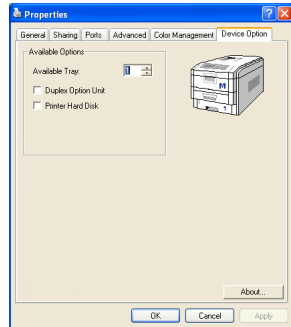 Properties
General Sharing Ports Advanced Color Management Device Option
Available Options
Available Tray: 1
Duplex Option Unit
Printer Hard Disk
M
1
About...
OK Cancel Apply